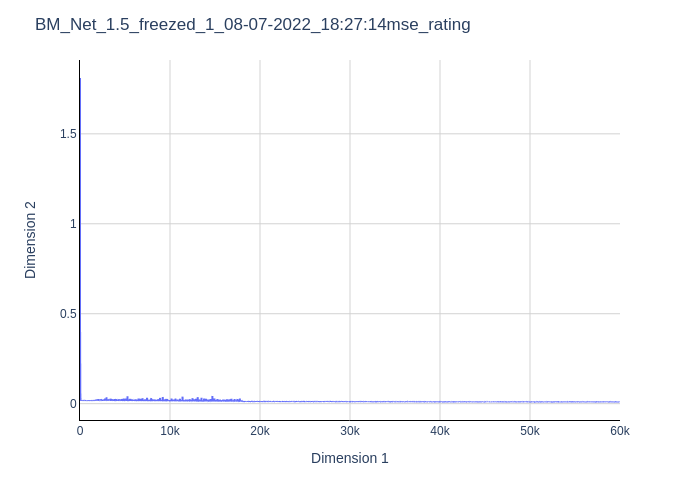 BM_Net_1.5_freezed_1_08-07-2022_18:27:14mse_rating
1.5
1
0.5
0
Dimension 2
0
10k
20k
30k
40k
50k
60k
Dimension 1